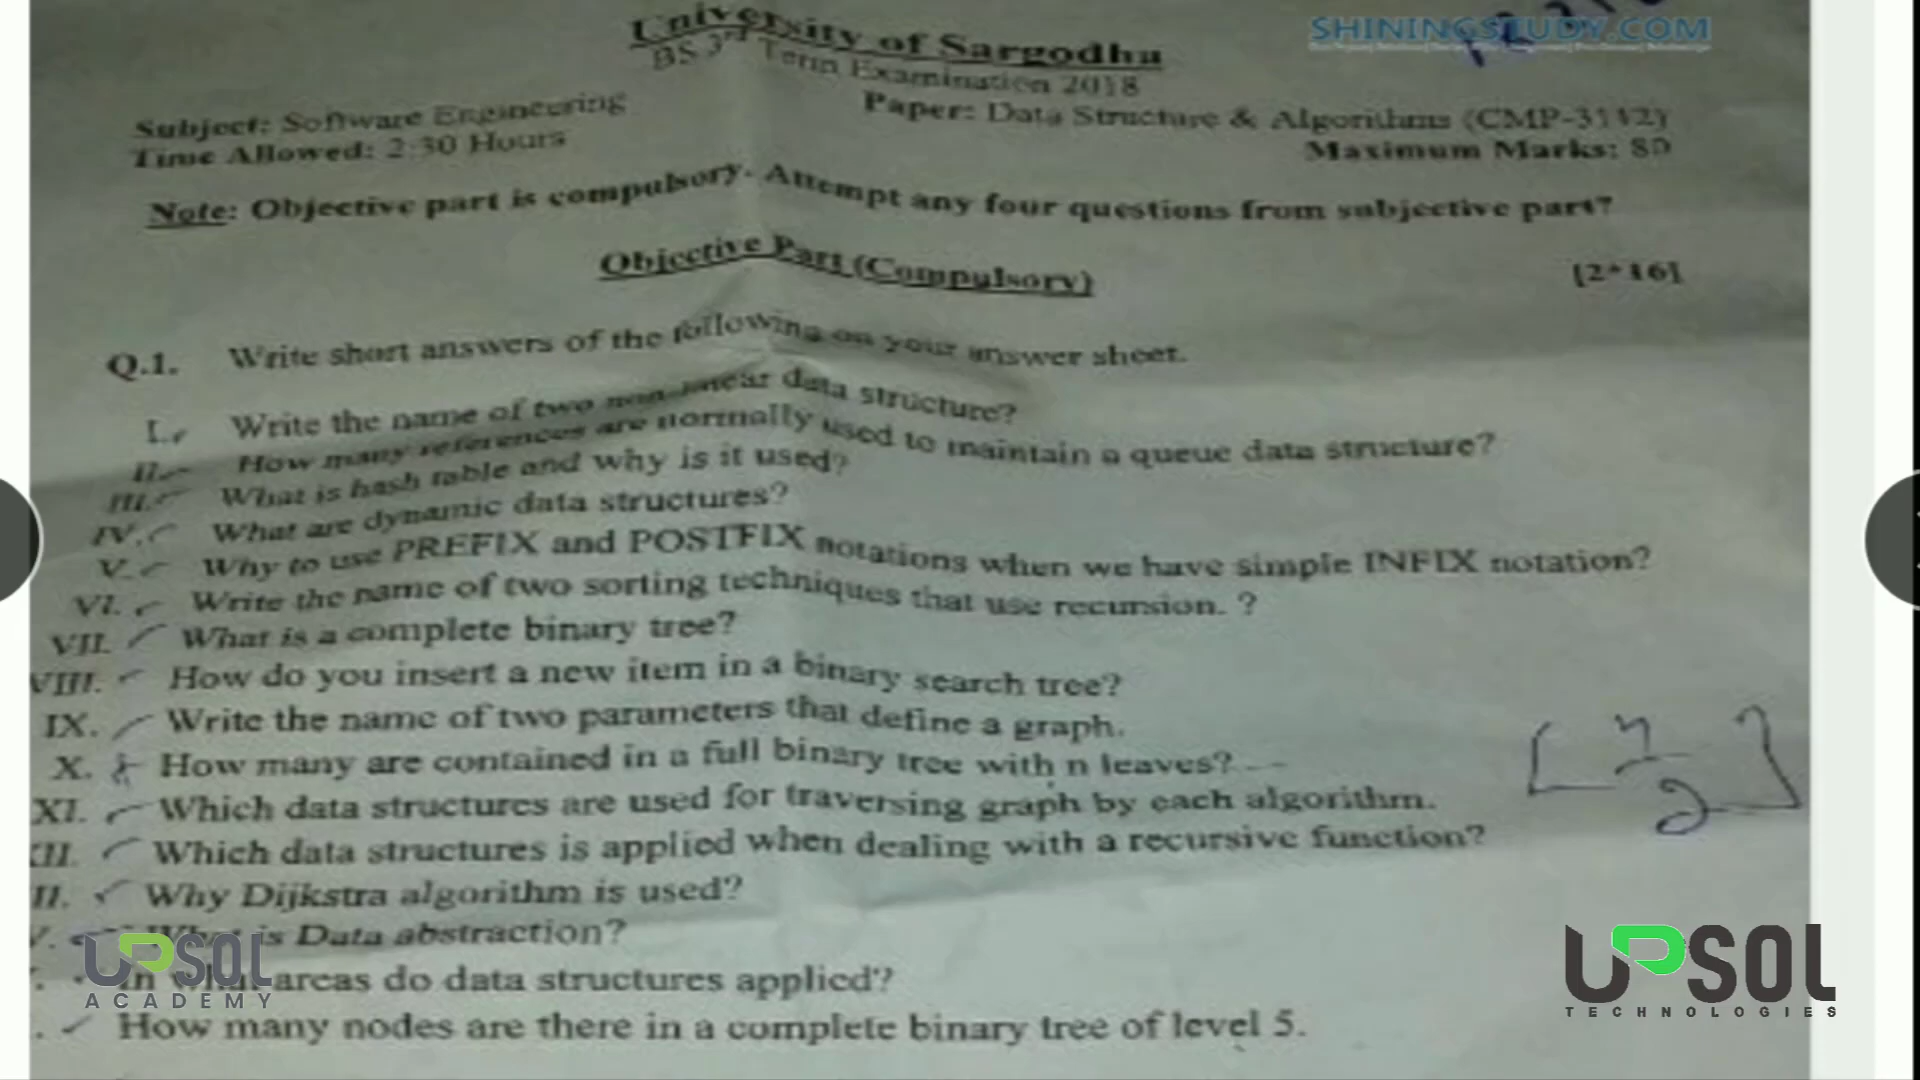 SHININGSTUDY.COM
University of Sargodha
BS 3rd Term Examination 2018
Subject: Software Engineering
Paper: Data Structure & Algorithms (CMP-3112)
Time Allowed: 2:30 Hours
Maximum Marks: 80
Note: Objective part is compulsory. Attempt any four questions from subjective part?
Objective Part (Compulsory)
[2*16]
Q.1. Write short answers of the following on your answer sheet.
I. Write the name of two non-linear data structure?
II. How many references are normally used to maintain a queue data structure?
III. What is hash table and why is it used?
IV. What are dynamic data structures?
V. Why to use PREFIX and POSTFIX notations when we have simple INFIX notation?
VI. Write the name of two sorting techniques that use recursion. ?
VII. What is a complete binary tree?
VIII. How do you insert a new item in a binary search tree?
IX. Write the name of two parameters that define a graph.
X. How many are contained in a full binary tree with n leaves?
XI. Which data structures are used for traversing graph by each algorithm.
XII. Which data structures is applied when dealing with a recursive function?
II. Why Dijkstra algorithm is used?
V. What is Data abstraction?
In what areas do data structures applied?
How many nodes are there in a complete binary tree of level 5.
UPSOL
ACADEMY
UPSOL
TECHNOLOGIES